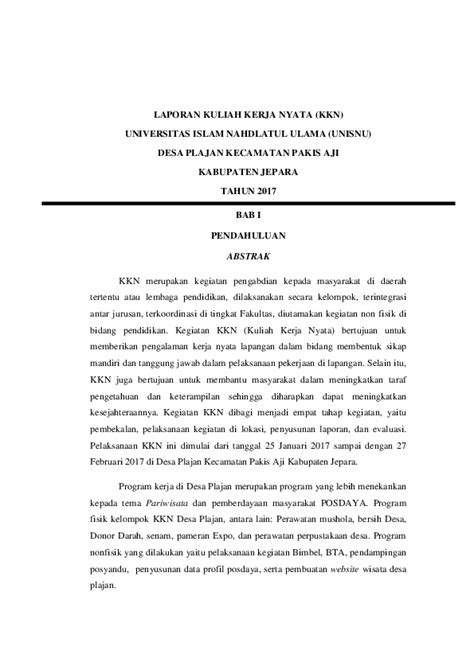 LAPORAN KULIAH KERJA NYATA (KKN)
UNIVERSITAS ISLAM NAHDLATUL ULAMA (UNISNU)
DESA PLAJAN KECAMATAN PAKIS AJI
KABUPATEN JEPARA
TAHUN 2017
BAB I
PENDAHULUAN
ABSTRAK
KKN merupakan kegiatan pengabdian kepada masyarakat di daerah
tertentu atau lembaga pendidikan, dilaksanakan secara kelompok, terintegrasi
antar jurusan, terkoordinasi di tingkat Fakultas, diutamakan kegiatan non fisik di
bidang pendidikan. Kegiatan KKN (Kuliah Kerja Nyata) bertujuan untuk
memberikan pengalaman kerja nyata lapangan dalam bidang membentuk sikap
mandiri dan tanggung jawab dalam pelaksanaan pekerjaan di lapangan. Selain itu,
KKN juga bertujuan untuk membantu masyarakat dalam meningkatkan taraf
pengetahuan dan keterampilan sehingga diharapkan dapat meningkatkan
kesejahteraannya. Kegiatan KKN dibagi menjadi empat tahap kegiatan, yaitu
pembekalan, pelaksanaan kegiatan di lokasi, penyusunan laporan, dan evaluasi.
Pelaksanaan KKN ini dimulai dari tanggal 25 Januari 2017 sampai dengan 27
Februari 2017 di Desa Plajan Kecamatan Pakis Aji Kabupaten Jepara.
Program kerja di Desa Plajan merupakan program yang lebih menekankan
kepada tema Pariwisata dan pemberdayaan masyarakat POSDAYA. Program
fisik kelompok KKN Desa Plajan, antara lain: Perawatan mushola, bersih Desa,
Donor Darah, senam, pameran Expo, dan perawatan perpustakaan desa. Program
nonfisik yang dilakukan yaitu pelaksanaan kegiatan Bimbel, BTA, pendampingan
posyandu, penyusunan data profil posdaya, serta pembuatan website wisata desa
plajan.